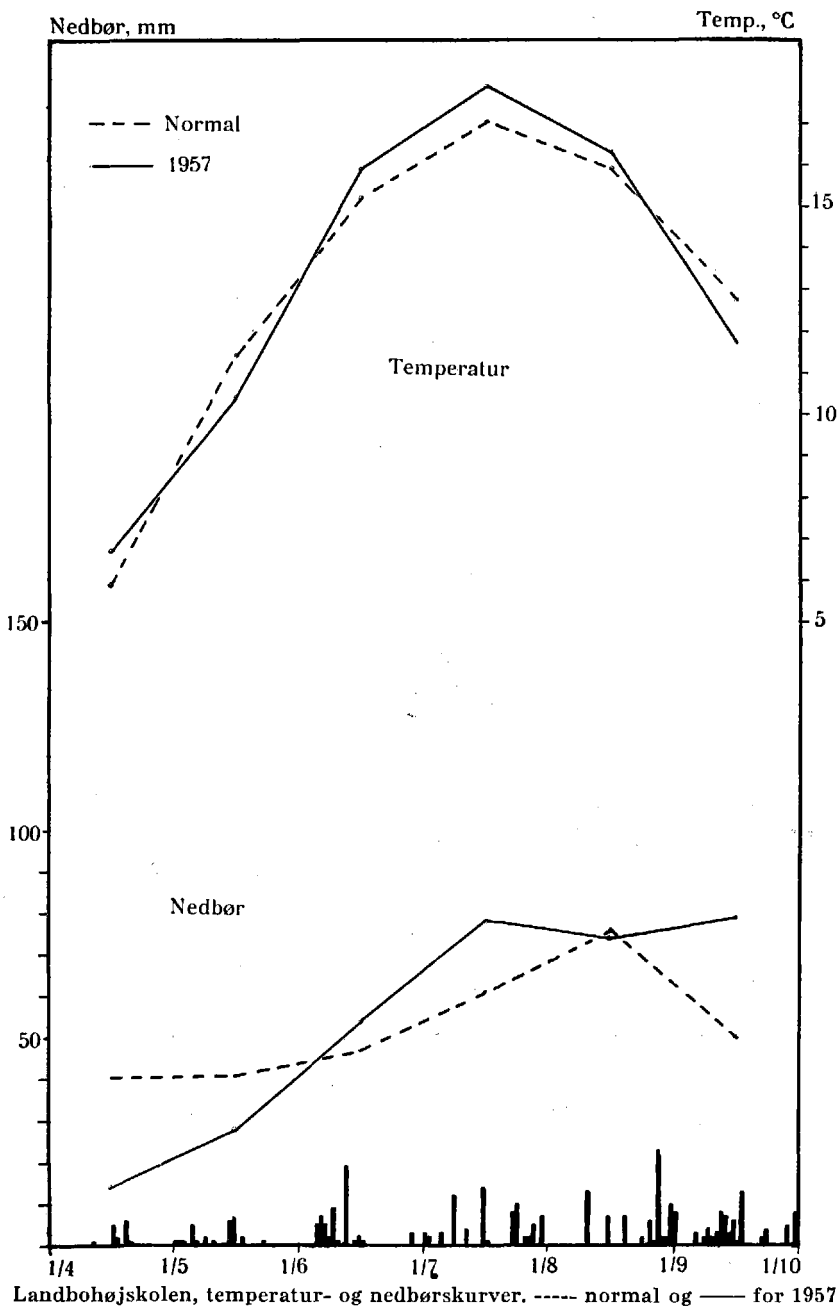 Nedbør, mm
Temp., °C
Normal
1957
15
Temperatur
10
150
5
100
Nedbør
50
1/4
1/5
1/6
1/7
1/8
1/9
1/10
Landbohøjskolen, temperatur- og nedbørskurver. ----- normal og —— for 1957